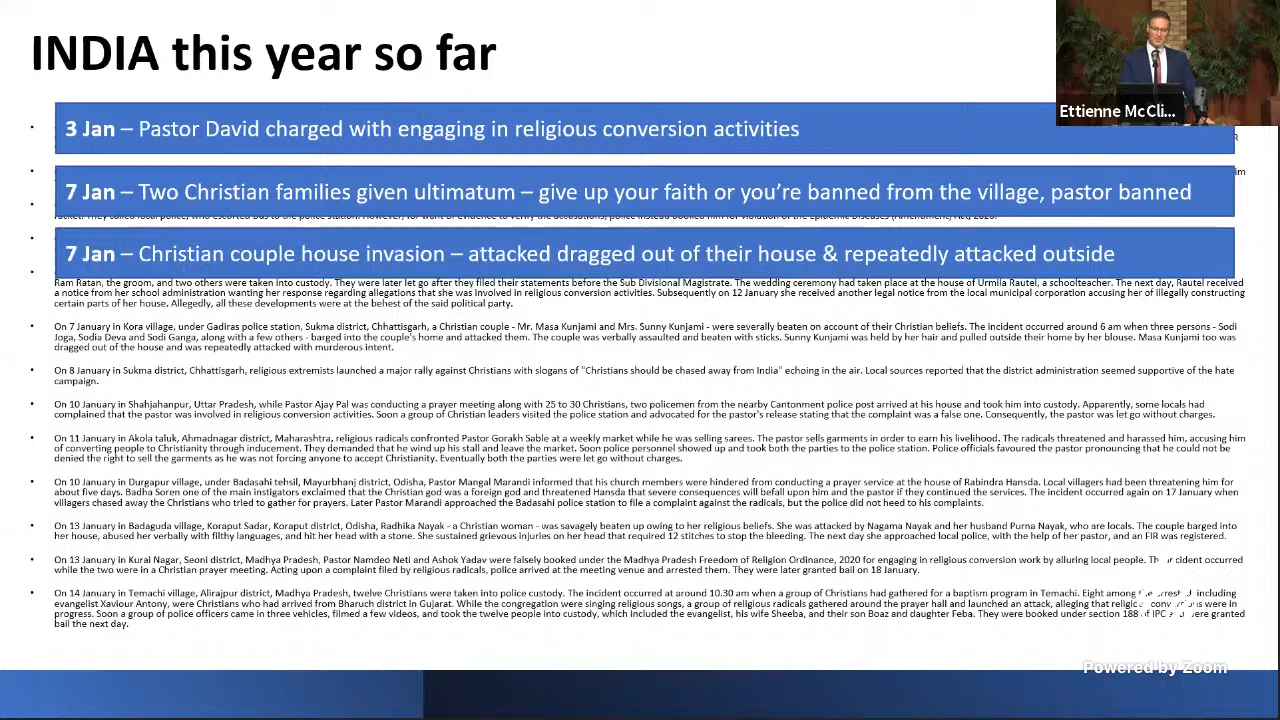 INDIA this year so far
Ettienne McCli...
3 Jan – Pastor David charged with engaging in religious conversion activities
7 Jan – Two Christian families given ultimatum – give up your faith or you're banned from the village, pastor banned
7 Jan – Christian couple house invasion – attacked dragged out of their house & repeatedly attacked outside
Ram Ratan, the groom, and two others were taken into custody. They were later let go after they filed their statements before the Sub Divisional Magistrate. The wedding ceremony had taken place at the house of Urmila Rautel, a schoolteacher. The next day, Rautel received
a notice from her school administration wanting her response regarding allegations that she was involved in religious conversion activities. Subsequently on 12 January she received another legal notice from the local municipal corporation accusing her of illegally constructing
certain parts of her house. Allegedly, all these developments were at the behest of the said political party.
• On 7 January in Kora village, under Gadiras police station, Sukma district, Chhattisgarh, a Christian couple - Mr. Masa Kunjami and Mrs. Sunny Kunjami - were severally beaten on account of their Christian beliefs. The incident occurred around 6 am when three persons - Sodi
Joga, Sodia Deva and Sodi Ganga, along with a few others - barged into the couple's home and attacked them. The couple was verbally assaulted and beaten with sticks. Sunny Kunjami was held by her hair and pulled outside their home by her blouse. Masa Kunjami too was
dragged out of the house and was repeatedly attacked with murderous intent.
• On 8 January in Sukma district, Chhattisgarh, religious extremists launched a major rally against Christians with slogans of "Christians should be chased away from India" echoing in the air. Local sources reported that the district administration seemed supportive of the hate
campaign.
• On 10 January in Shahjahanpur, Uttar Pradesh, while Pastor Ajay Pal was conducting a prayer meeting along with 25 to 30 Christians, two policemen from the nearby Cantonment police post arrived at his house and took him into custody. Apparently, some locals had
complained that the pastor was involved in religious conversion activities. Soon a group of Christian leaders visited the police station and advocated for the pastor's release stating that the complaint was a false one. Consequently, the pastor was let go without charges.
• On 11 January in Akola taluk, Ahmadnagar district, Maharashtra, religious radicals confronted Pastor Gorakh Sable at a weekly market while he was selling sarees. The pastor sells garments in order to earn his livelihood. The radicals threatened and harassed him, accusing him
of converting people to Christianity through inducement. They demanded that he wind up his stall and leave the market. Soon police personnel showed up and took both the parties to the police station. Police officials favoured the pastor pronouncing that he could not be
denied the right to sell the garments as he was not forcing anyone to accept Christianity. Eventually both the parties were let go without charges.
• On 10 January in Durgapur village, under Badasahi tehsil, Mayurbhanj district, Odisha, Pastor Mangal Marandi informed that his church members were hindered from conducting a prayer service at the house of Rabindra Hansda. Local villagers had been threatening him for
about five days. Badha Soren one of the main instigators exclaimed that the Christian god was a foreign god and threatened Hansda that severe consequences will befall upon him and the pastor if they continued the services. The incident occurred again on 17 January when
villagers chased away the Christians who tried to gather for prayers. Later Pastor Marandi approached the Badasahi police station to file a complaint against the radicals, but the police did not heed to his complaints.
• On 13 January in Badaguda village, Koraput Sadar, Koraput district, Odisha, Radhika Nayak - a Christian woman - was savagely beaten up owing to her religious beliefs. She was attacked by Nagama Nayak and her husband Purna Nayak, who are locals. The couple barged into
her house, abused her verbally with filthy languages, and hit her head with a stone. She sustained grievous injuries on her head that required 12 stitches to stop the bleeding. The next day she approached local police, with the help of her pastor, and an FIR was registered.
• On 13 January in Kurai Nagar, Seoni district, Madhya Pradesh, Pastor Namdeo Neti and Ashok Yadav were falsely booked under the Madhya Pradesh Freedom of Religion Ordinance, 2020 for engaging in religious conversion work by alluring local people. occurred
while the two were in a Christian prayer meeting. Acting upon a complaint filed by religious radicals, police arrived at the meeting venue and arrested them. They were later granted bail on 18 January.
• On 14 January in Temachi village, Alirajpur district, Madhya Pradesh, twelve Christians were taken into police custody. The incident occurred at around 10.30 am when a group of Christians had gathered for a baptism program in Temachi. Eight among including
evangelist Xaviour Antony, were Christians who had arrived from Bharuch district in Gujarat. While the congregation were singing religious songs, a group of religious radicals gathered around the prayer hall and launched an attack, alleging that were in
progress. Soon a group of police officers came in three vehicles, filmed a few videos, and took the twelve people into custody, which included the evangelist, his wife Sheeba, and their son Boaz and daughter Feba. They were booked under section 188 of IPC were granted
bail the next day.
Powered by Zoom